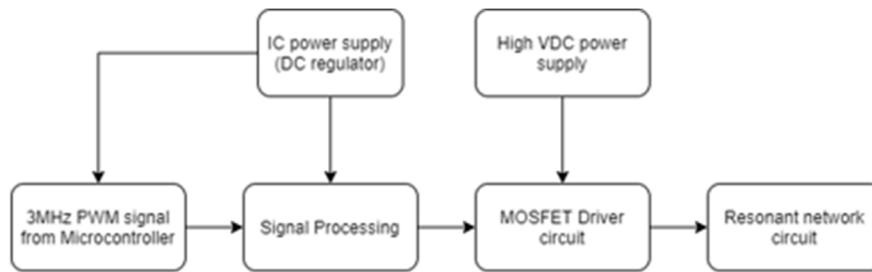 IC power supply
(DC regulator)
High VDC power
supply
3MHz PWM signal
from Microcontroller
Signal Processing
MOSFET Driver
circuit
Resonant network
circuit